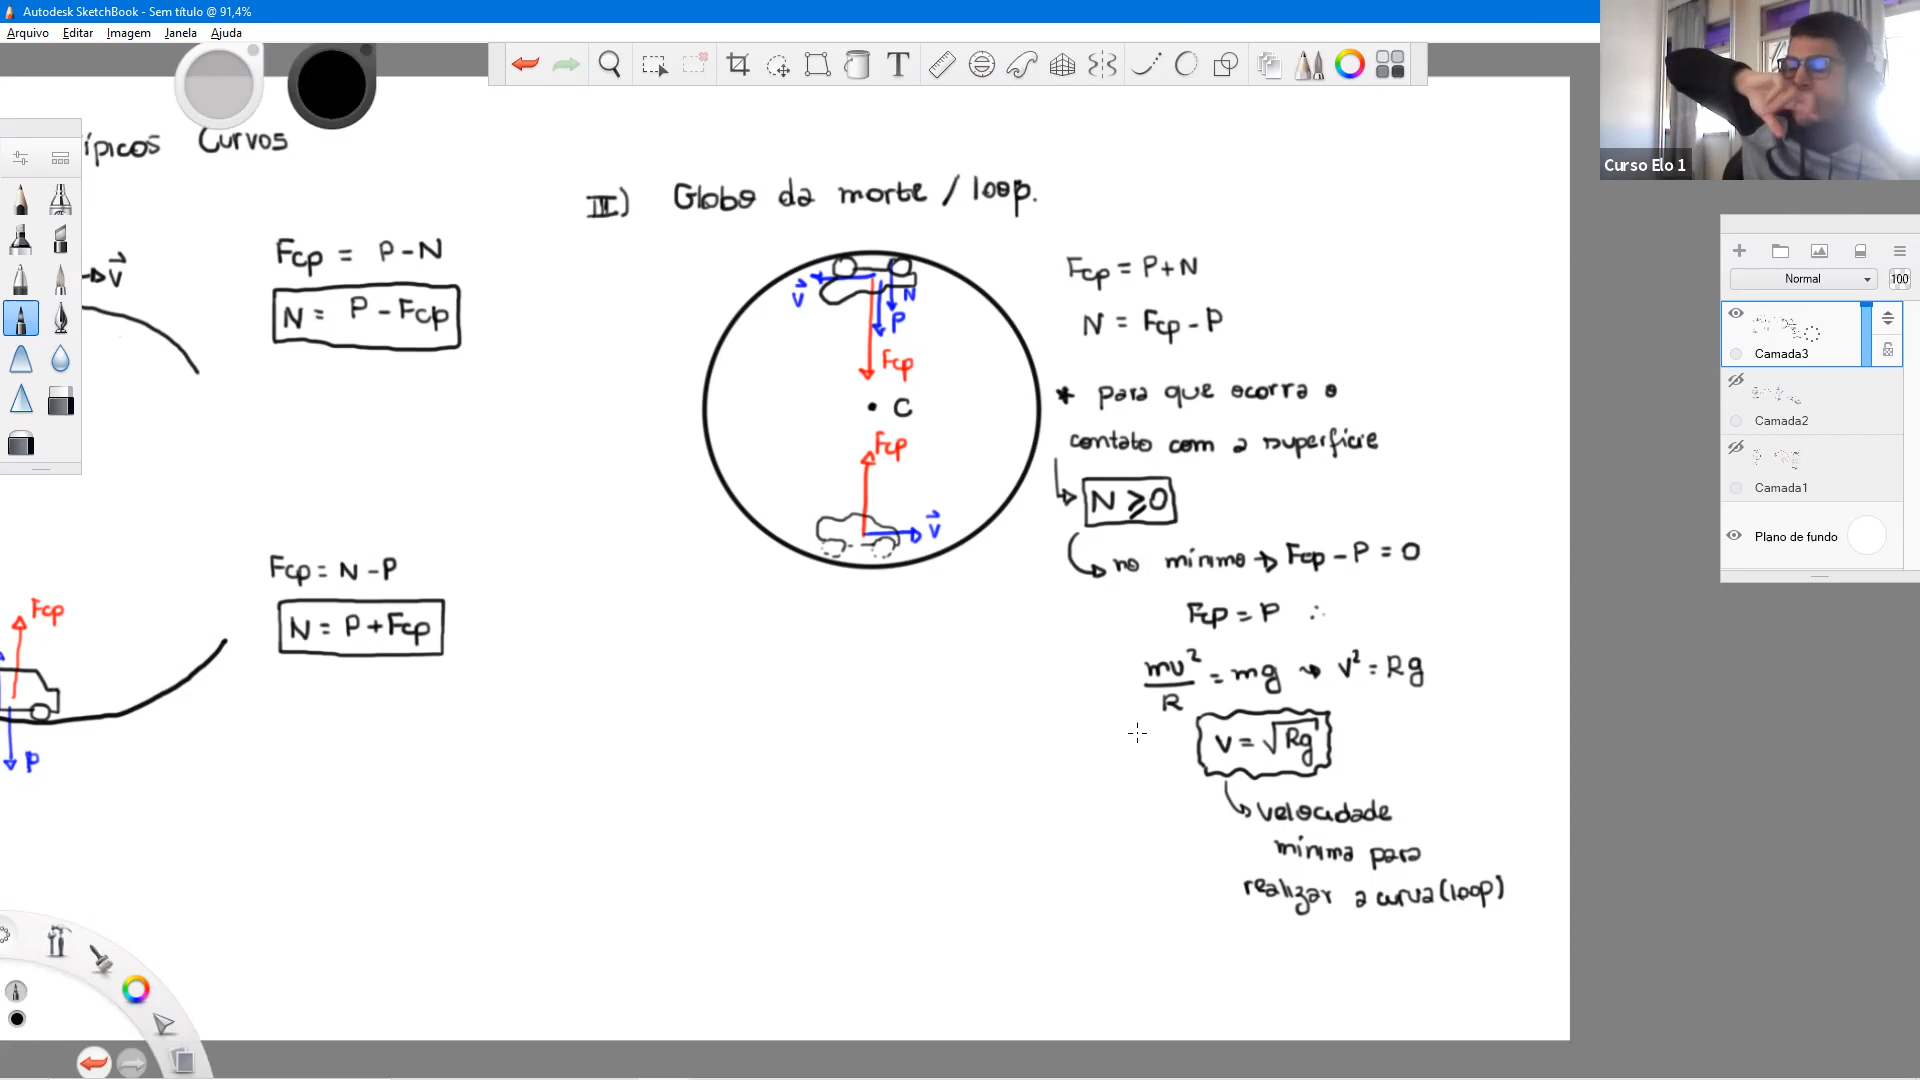 Autodesk SketchBook - Sem título @ 91,4%
Arquivo Editar Imagem Janela Ajuda
Curso Elo 1
ípicos Curvos
V
Fcp = P - N
N = P - Fcp
Fcp = N - P
N = P + Fcp
Fcp
P
III) Globo da morte / loop.
V
N
P
Fcp
C
Fcp
V
Fcp = P + N
N = Fcp - P
* para que ocorra o
contato com a superfície
N ⩾ 0
no mínimo → Fcp - P = 0
Fcp = P ∴
mv²/R = mg → v² = Rg
v = √Rg
velocidade
mínima para
realizar a curva (loop)
Normal
100
Camada3
Camada2
Camada1
Plano de fundo